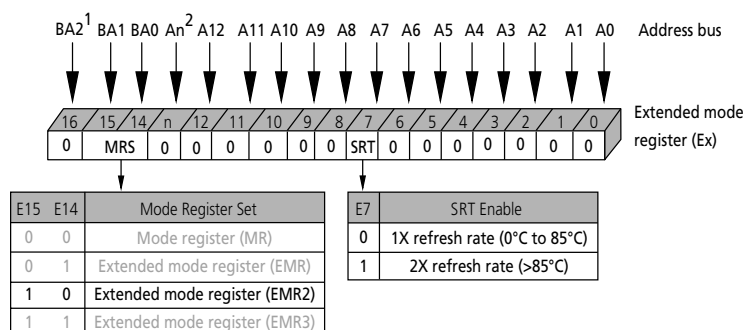 BA2¹ BA1 BA0 An² A12 A11 A10 A9 A8 A7 A6 A5 A4 A3 A2 A1 A0 Address bus
16 15 14 n 12 11 10 9 8 7 6 5 4 3 2 1 0 Extended mode
register (Ex)
0 MRS 0 0 0 0 0 0 SRT 0 0 0 0 0 0 0
E15 E14 Mode Register Set
0 0 Mode register (MR)
0 1 Extended mode register (EMR)
1 0 Extended mode register (EMR2)
1 1 Extended mode register (EMR3)
E7 SRT Enable
0 1X refresh rate (0°C to 85°C)
1 2X refresh rate (>85°C)